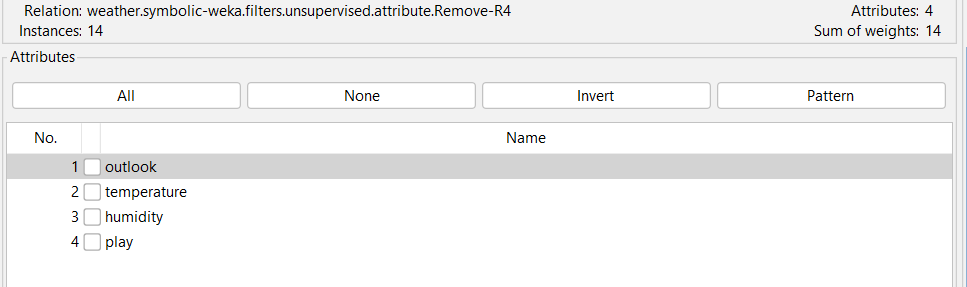 Relation: weather.symbolic-weka.filters.unsupervised.attribute.Remove-R4 Attributes: 4
Instances: 14 Sum of weights: 14
Attributes
All None Invert Pattern
No. Name
1 outlook
2 temperature
3 humidity
4 play